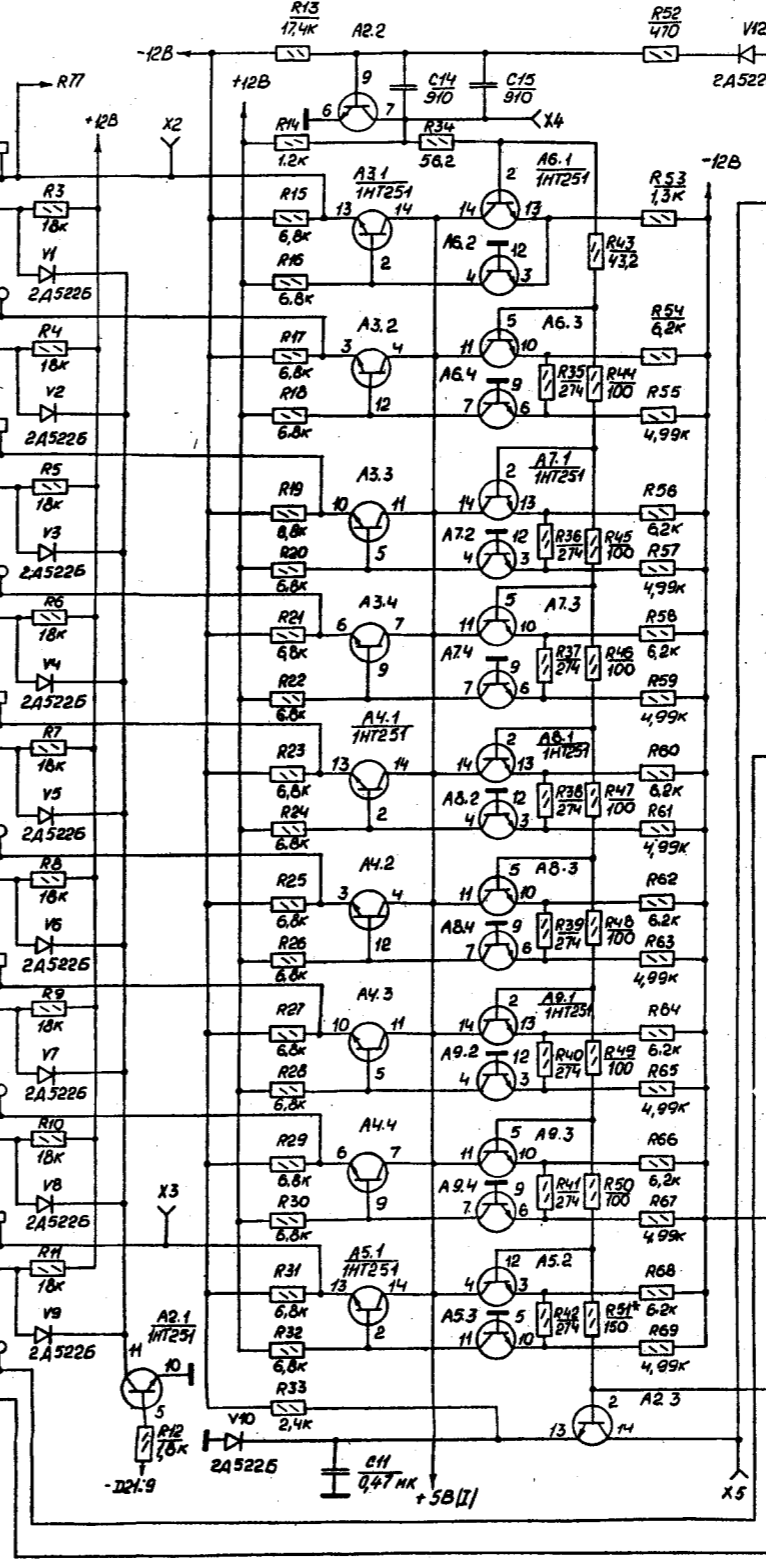 R13
17,4к
A2.2
R52
470
V12
-12В
2Д522
R77
+12В
9
C14
910
C15
910
+12В
X2
6
7
X4
R14
1.2к
R34
56,2
A6.1
1НТ251
-12В
R3
18к
R15
6,8к
A3.1
1НТ251
13
14
2
14
13
R53
1,3к
V1
2Д522Б
R16
6.8к
2
A6.2
12
4
3
R43
43,2
R4
18к
R17
6,8к
A3.2
3
4
5
A6.3
11
10
R54
6,2к
V2
2Д522Б
R18
6.8к
12
A6.4
9
7
6
R35
274
R44
100
R55
4,99к
R5
18к
R19
6,8к
A3.3
10
11
2
A7.1
1НТ251
14
13
R56
6,2к
V3
2Д522Б
R20
6,8к
5
A7.2
12
4
3
R36
274
R45
100
R57
4,99к
R6
18к
R21
6,8к
A3.4
6
7
5
A7.3
11
10
R58
6,2к
V4
2Д522Б
R22
6.8к
9
A7.4
9
7
6
R37
274
R46
100
R59
4,99к
R7
18к
R23
6,8к
A4.1
1НТ251
13
14
2
A8.1
1НТ251
14
13
R60
6,2к
V5
2Д522Б
R24
6.8к
2
A8.2
12
4
3
R38
274
R47
100
R61
4,99к
R8
18к
R25
6,8к
A4.2
3
4
5
A8.3
11
10
R62
6.2к
V6
2Д522Б
R26
6.8к
12
A8.4
9
7
6
R39
274
R48
100
R63
4,99к
R9
18к
R27
6,8к
A4.3
10
11
2
A9.1
1НТ251
14
13
R64
6.2к
V7
2Д522Б
R28
6,8к
5
A9.2
12
4
3
R40
274
R49
100
R65
4,99к
R10
18к
R29
6.8к
A4.4
6
7
5
A9.3
11
10
R66
6,2к
V8
2Д522Б
X3
R30
6,8к
9
A9.4
9
7
6
R41
274
R50
100
R67
4,99к
R11
18к
R31
6,8к
A5.1
1НТ251
13
14
12
A5.2
4
3
R68
6.2к
V9
2Д522Б
A2.1
1НТ251
R32
6,8к
2
A5.3
5
11
10
R42
274
R51*
150
R69
4,99к
11
10
5
R33
2,4к
A2.3
2
13
14
R12
1,8к
V10
2Д522Б
C11
0,47 мк
-D21:9
+5В/I/
X5